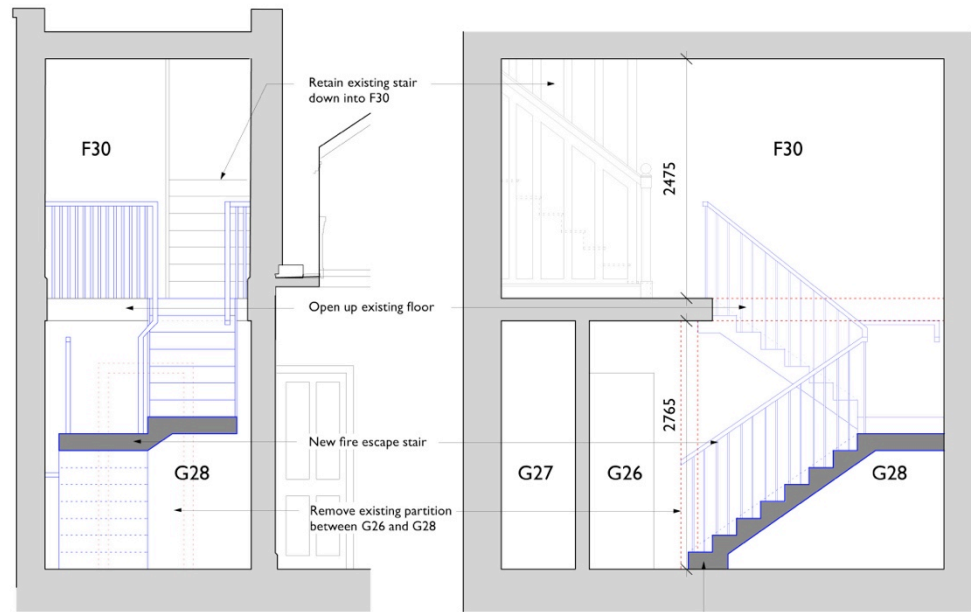 Retain existing stair
down into F30
F30
F30
2475
Open up existing floor
2765
New fire escape stair
G28
G27
G26
G28
Remove existing partition
between G26 and G28